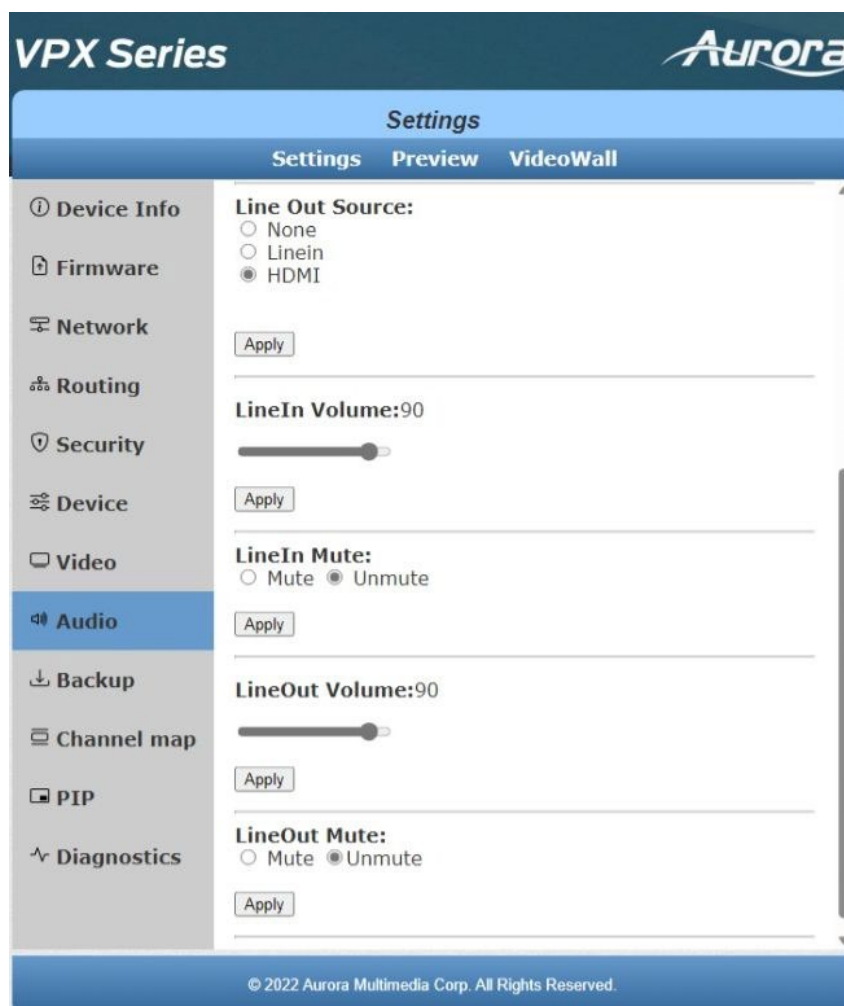 VPX Series
Aurora
Settings
Settings Preview VideoWall
Device Info
Firmware
Network
Routing
Security
Device
Video
Audio
Backup
Channel map
PIP
Diagnostics
Line Out Source:
None
Linein
HDMI
Apply
LineIn Volume:90
Apply
LineIn Mute:
Mute Unmute
Apply
LineOut Volume:90
Apply
LineOut Mute:
Mute Unmute
Apply
© 2022 Aurora Multimedia Corp. All Rights Reserved.